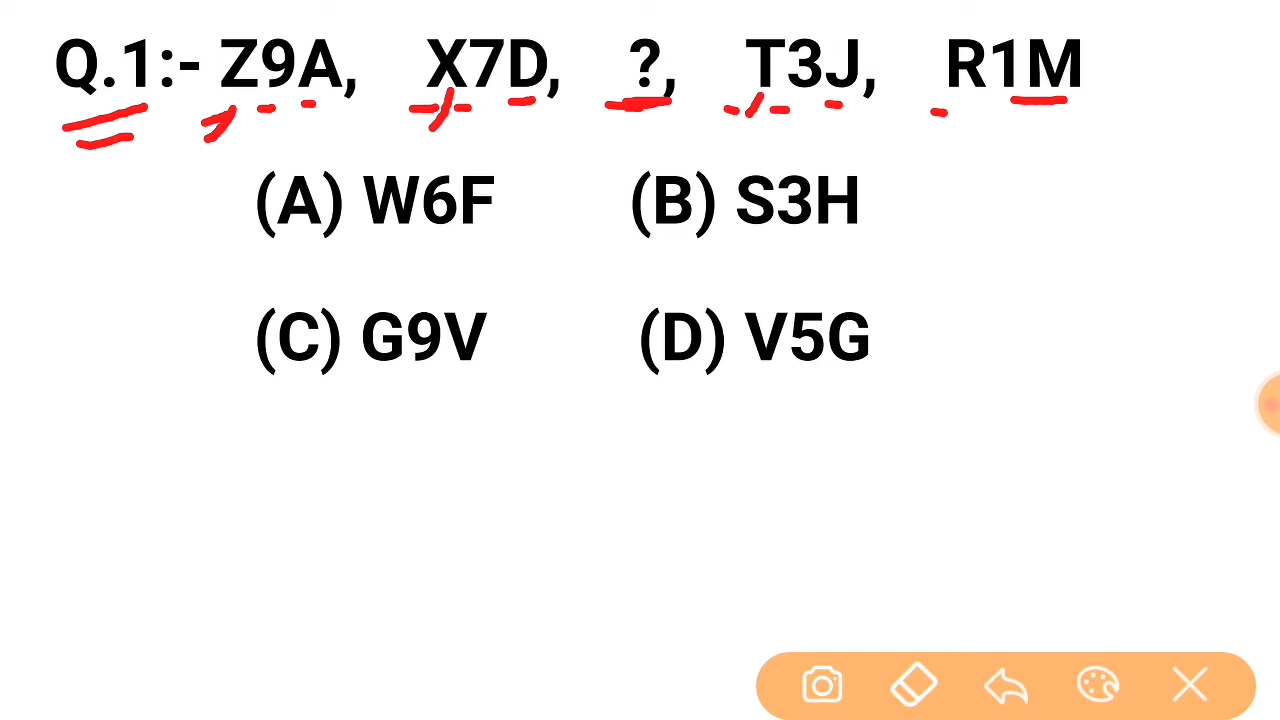 Q.1:- Z9A, X7D, ?, T3J, R1M
(A) W6F (B) S3H
(C) G9V (D) V5G